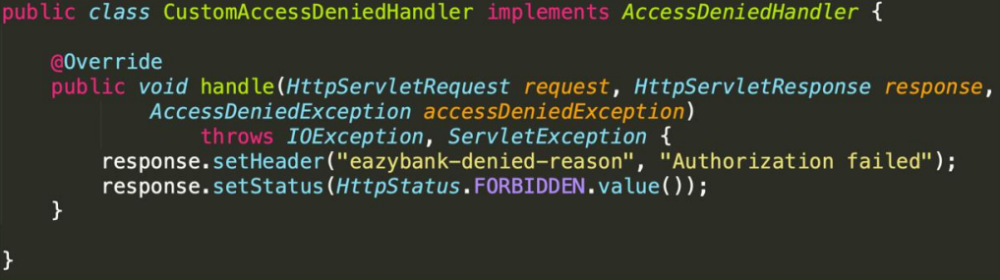 public class CustomAccessDeniedHandler implements AccessDeniedHandler {
@Override
public void handle(HttpServletRequest request, HttpServletResponse response,
AccessDeniedException accessDeniedException)
throws IOException, ServletException {
response.setHeader("eazybank-denied-reason", "Authorization failed");
response.setStatus(HttpStatus.FORBIDDEN.value());
}
}